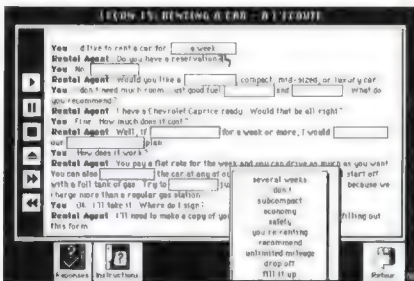 LEÇON 15: RENTING A CAR - À L'ÉCOUTE
You I'd like to rent a car for a week
Rental Agent Do you have a reservation?
You No
Rental Agent Would you like a compact, mid-sized, or luxury car
You I don't need much room just good fuel and What do
you recommend?
Rental Agent I have a Chevrolet Caprice ready. Would that be all right?
You Fine How much does it cost?
Rental Agent Well, if for a week or more, I would
our plan
You How does it work?
Rental Agent You pay a flat rate for the week and you can drive as much as you want
You can also the car at any of start off
with a full tank of gas Try to because we
charge more than a regular gas station
You OK I'll take it Where do I sign?
Rental Agent I'll need to make a copy of you filling out
this form
several weeks
don't
subcompact
economy
safety
you're renting
recommend
unlimited mileage
drop off
fill it up
Réponses
Instructions
Retour